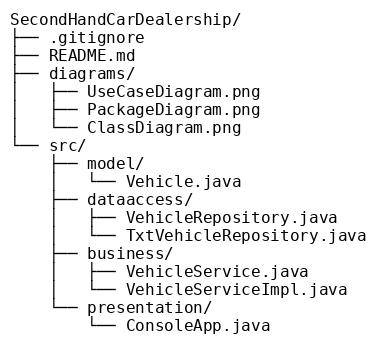 SecondHandCarDealership/
├── .gitignore
├── README.md
├── diagrams/
│   ├── UseCaseDiagram.png
│   ├── PackageDiagram.png
│   └── ClassDiagram.png
└── src/
    ├── model/
    │   └── Vehicle.java
    ├── dataaccess/
    │   ├── VehicleRepository.java
    │   └── TxtVehicleRepository.java
    ├── business/
    │   ├── VehicleService.java
    │   └── VehicleServiceImpl.java
    └── presentation/
        └── ConsoleApp.java